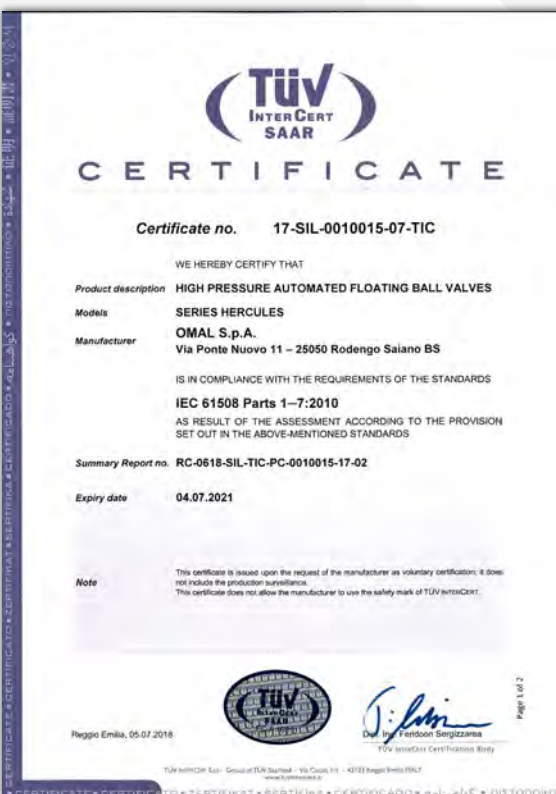 TÜV
INTERCERT
SAAR
CERTIFICATE
Certificate no. 17-SIL-0010015-07-TIC
WE HEREBY CERTIFY THAT
Product description HIGH PRESSURE AUTOMATED FLOATING BALL VALVES
Models SERIES HERCULES
Manufacturer OMAL S.p.A.
Via Ponte Nuovo 11 – 25050 Rodengo Saiano BS
IS IN COMPLIANCE WITH THE REQUIREMENTS OF THE STANDARDS
IEC 61508 Parts 1–7:2010
AS RESULT OF THE ASSESSMENT ACCORDING TO THE PROVISION
SET OUT IN THE ABOVE-MENTIONED STANDARDS
Summary Report no. RC-0618-SIL-TIC-PC-0010015-17-02
Expiry date 04.07.2021
Note This certificate is issued upon the request of the manufacturer as voluntary certification; it does
not include the production surveillance.
This certificate does not allow the manufacturer to use the safety mark of TÜV INTERCERT.
TÜV
INTERCERT
SAAR
Reggio Emilia, 05.07.2018
Ing. Feridoon Sergizzarea
TÜV InterCert Certification Body
Page 1 of 2